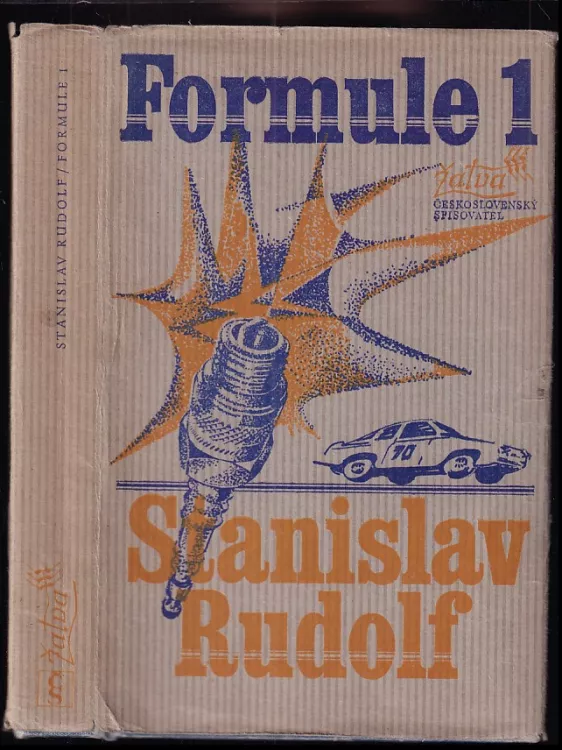 STANISLAV RUDOLF / FORMULE 1
Žatva
Formule 1
Žatva
ČESKOSLOVENSKÝ
SPISOVATEL
70
Stanislav
Rudolf